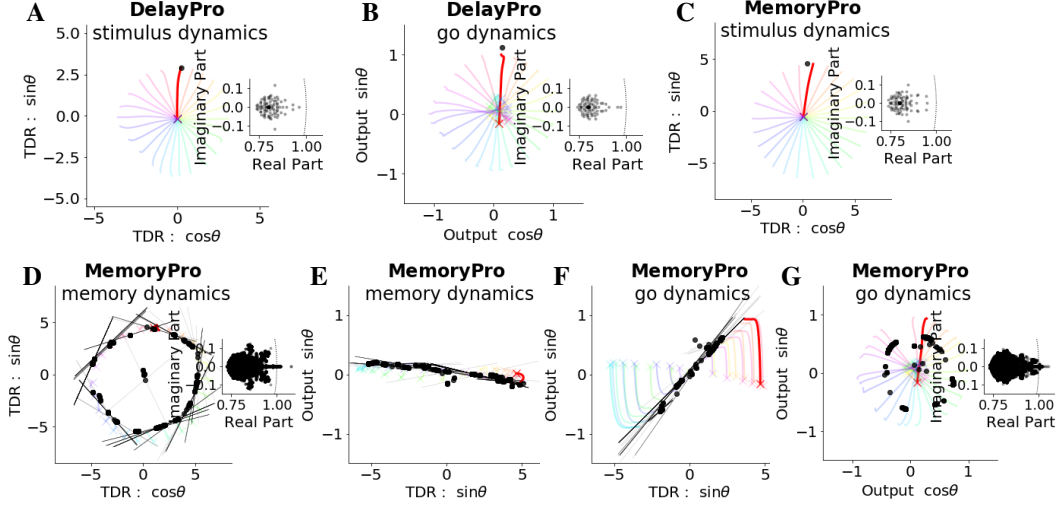 A
DelayPro
stimulus dynamics
5.0
2.5
0.0
−2.5
−5.0
−5
0
5
TDR : sinθ
TDR : cosθ
Imaginary Part
0.1
0.0
−0.1
0.75
1.00
Real Part
B
DelayPro
go dynamics
1
0
−1
−1
0
1
Output sinθ
Output cosθ
Imaginary Part
0.1
0.0
−0.1
0.75
1.00
Real Part
C
MemoryPro
stimulus dynamics
5
0
−5
−5
0
5
TDR : sinθ
TDR : cosθ
Imaginary Part
0.1
0.0
−0.1
0.75
1.00
Real Part
D
MemoryPro
memory dynamics
5
0
−5
−5
0
5
TDR : sinθ
TDR : cosθ
Imaginary Part
0.1
0.0
−0.1
0.75
1.00
Real Part
E
MemoryPro
memory dynamics
1
0
−1
−5
0
5
Output sinθ
TDR : sinθ
F
MemoryPro
go dynamics
1
0
−1
−5
0
5
Output sinθ
TDR : sinθ
G
MemoryPro
go dynamics
1
0
−1
−1
0
1
Output sinθ
Output cosθ
Imaginary Part
0.1
0.0
−0.1
0.75
1.00
Real Part